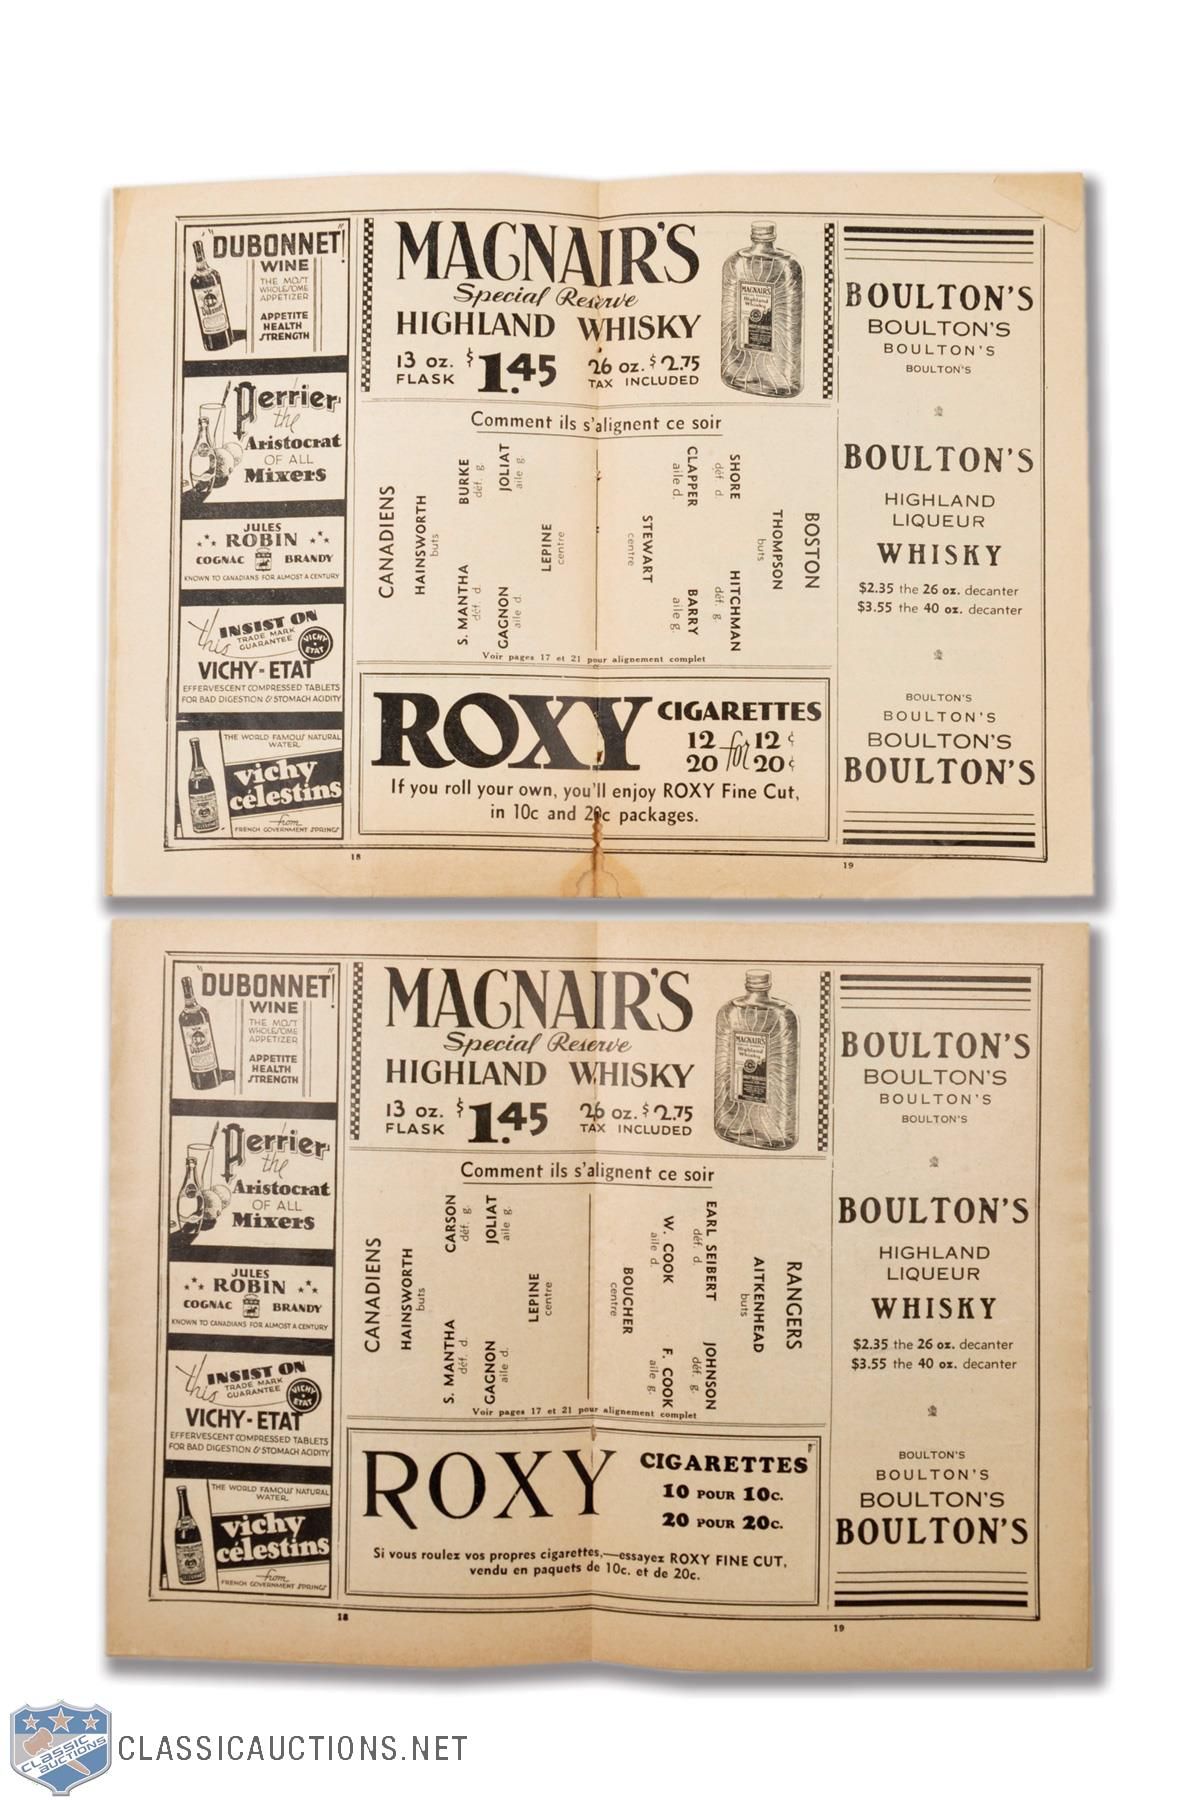 "DUBONNET!
WINE
THE MOST
WHOLESOME
APPETIZER
APPETITE
HEALTH
STRENGTH
Perrier
the
Aristocrat
OF ALL
Mixers
JULES
ROBIN
COGNAC BRANDY
KNOWN TO CANADIANS FOR ALMOST A CENTURY
this INSIST ON
TRADE MARK
GUARANTEE
VICHY ETAT
VICHY-ETAT
EFFERVESCENT COMPRESSED TABLETS
FOR BAD DIGESTION & STOMACH ACIDITY
THE WORLD FAMOUS NATURAL
WATER
vichy
célestins
from
FRENCH GOVERNMENT SPRINGS
MAGNAIR'S
Special Reserve
HIGHLAND WHISKY
13 oz. $1.45 26 oz. $2.75
FLASK TAX INCLUDED
MAGNAIR'S
Highland
Whisky
Comment ils s'alignent ce soir
CANADIENS
HAINSWORTH
buts
S. MANTHA
déf. d.
BURKE
déf. g.
GAGNON
aile d.
JOLIAT
aile g.
LEPINE
centre
STEWART
centre
CLAPPER
aile d.
BARRY
aile g.
SHORE
déf. d.
HITCHMAN
déf. g.
THOMPSON
buts
BOSTON
Voir pages 17 et 21 pour alignement complet
ROXY CIGARETTES
12 for 12¢
20 for 20¢
If you roll your own, you'll enjoy ROXY Fine Cut,
in 10c and 20c packages.
BOULTON'S
BOULTON'S
BOULTON'S
BOULTON'S
BOULTON'S
HIGHLAND
LIQUEUR
WHISKY
$2.35 the 26 oz. decanter
$3.55 the 40 oz. decanter
BOULTON'S
BOULTON'S
BOULTON'S
BOULTON'S
18
19
"DUBONNET!
WINE
THE MOST
WHOLESOME
APPETIZER
APPETITE
HEALTH
STRENGTH
Perrier
the
Aristocrat
OF ALL
Mixers
JULES
ROBIN
COGNAC BRANDY
KNOWN TO CANADIANS FOR ALMOST A CENTURY
this INSIST ON
TRADE MARK
GUARANTEE
VICHY ETAT
VICHY-ETAT
EFFERVESCENT COMPRESSED TABLETS
FOR BAD DIGESTION & STOMACH ACIDITY
THE WORLD FAMOUS NATURAL
WATER
vichy
célestins
from
FRENCH GOVERNMENT SPRINGS
MAGNAIR'S
Special Reserve
HIGHLAND WHISKY
13 oz. $1.45 26 oz. $2.75
FLASK TAX INCLUDED
MAGNAIR'S
Highland
Whisky
Comment ils s'alignent ce soir
CANADIENS
HAINSWORTH
buts
S. MANTHA
déf. d.
CARSON
déf. g.
GAGNON
aile d.
JOLIAT
aile g.
LEPINE
centre
BOUCHER
centre
W. COOK
aile d.
F. COOK
aile g.
EARL SEIBERT
déf. d.
JOHNSON
déf. g.
AITKENHEAD
buts
RANGERS
Voir pages 17 et 21 pour alignement complet
ROXY CIGARETTES
10 POUR 10c.
20 POUR 20c.
Si vous roulez vos propres cigarettes,—essayez ROXY FINE CUT,
vendu en paquets de 10c. et de 20c.
BOULTON'S
BOULTON'S
BOULTON'S
BOULTON'S
BOULTON'S
HIGHLAND
LIQUEUR
WHISKY
$2.35 the 26 oz. decanter
$3.55 the 40 oz. decanter
BOULTON'S
BOULTON'S
BOULTON'S
BOULTON'S
18
19
CLASSIC
AUCTIONS
CLASSICAUCTIONS.NET